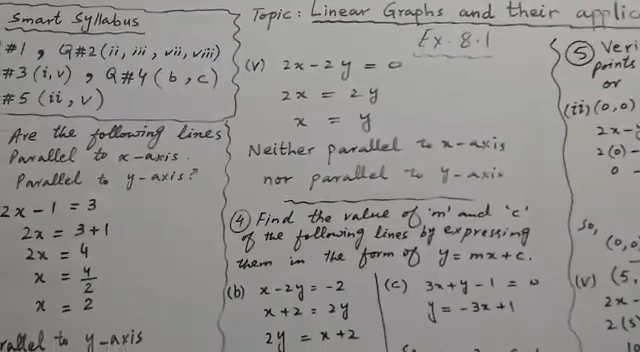 Smart Syllabus
#1, Q#2 (ii, iii, vii, viii)
#3 (i, v), Q#4 (b, c)
#5 (ii, v)
Are the following lines
Parallel to x-axis.
Parallel to y-axis?
2x - 1 = 3
2x = 3+1
2x = 4
x = 4/2
x = 2
parallel to y-axis
Topic: Linear Graphs and their applic
Ex. 8.1
(v) 2x - 2y = 0
2x = 2y
x = y
Neither parallel to x-axis
nor parallel to y-axis
④ Find the value of 'm' and 'c'
of the following lines by expressing
them in the form of y = mx + c.
(b) x - 2y = -2
x + 2 = 2y
2y = x + 2
(c) 3x + y - 1 = 0
y = -3x + 1
⑤ Veri
points
or
(ii) (0,0)
2x - y
2(0) -
0 -
So,
(0,0
(v) (5,
2x -
2(5